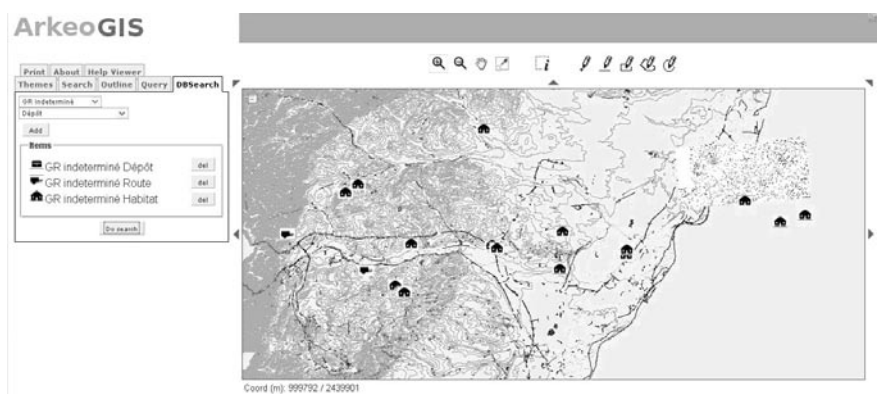 ArkeoGIS
Print About Help Viewer
Themes Search Outline Query DBSearch
GR indeterminé
Dépôt
Add
Items
GR indeterminé Dépôt del
GR indeterminé Route del
GR indeterminé Habitat del
Do search
Coord (m): 999792 / 2439901